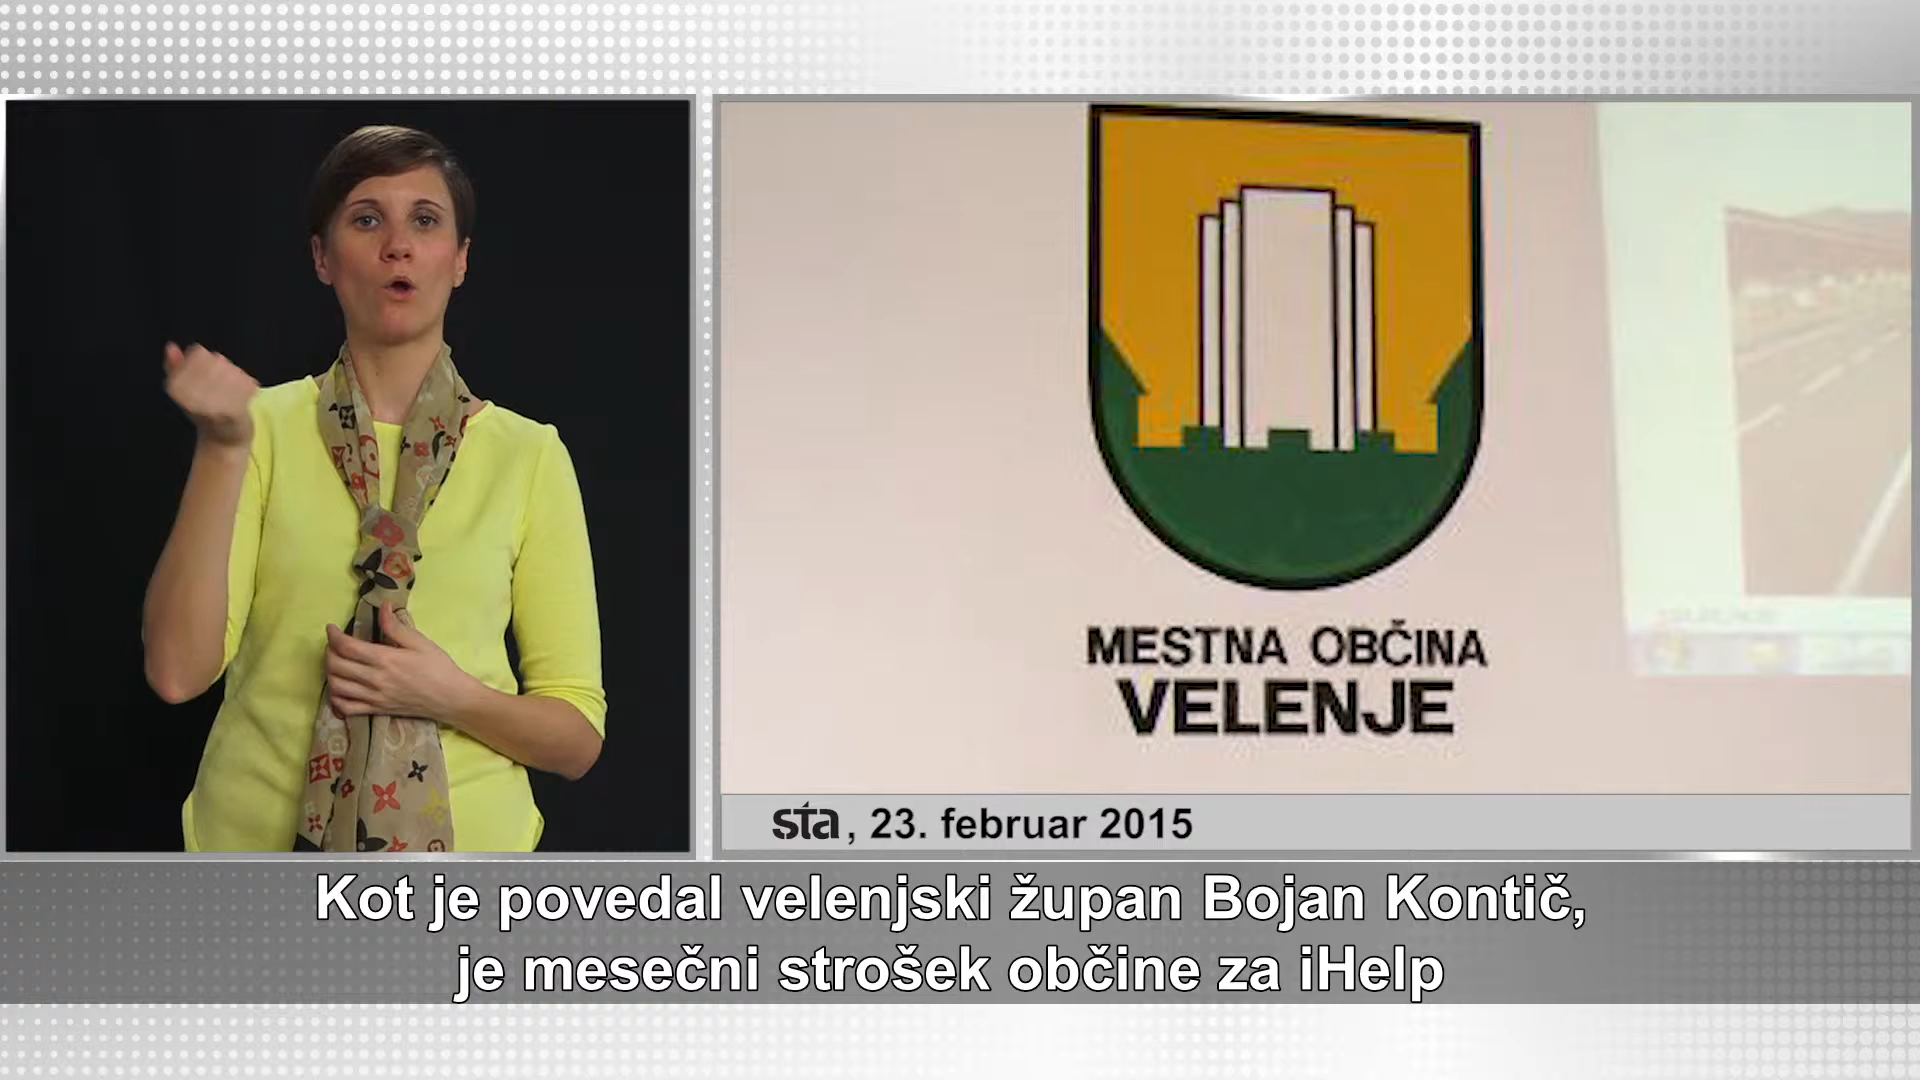 MESTNA OBČINA
VELENJE
sta, 23. februar 2015
Kot je povedal velenjski župan Bojan Kontič,
je mesečni strošek občine za iHelp